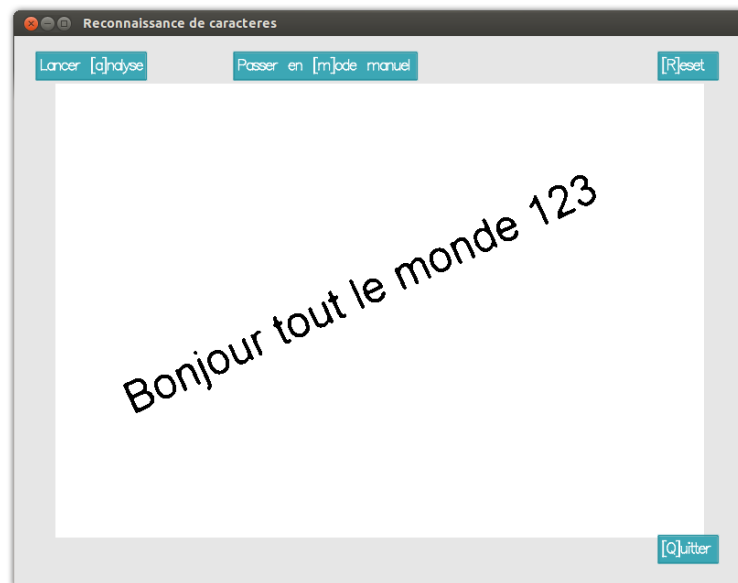 Reconnaissance de caracteres
Lancer [a]nalyse
Passer en [m]ode manuel
[R]eset
Bonjour tout le monde 123
[Q]uitter